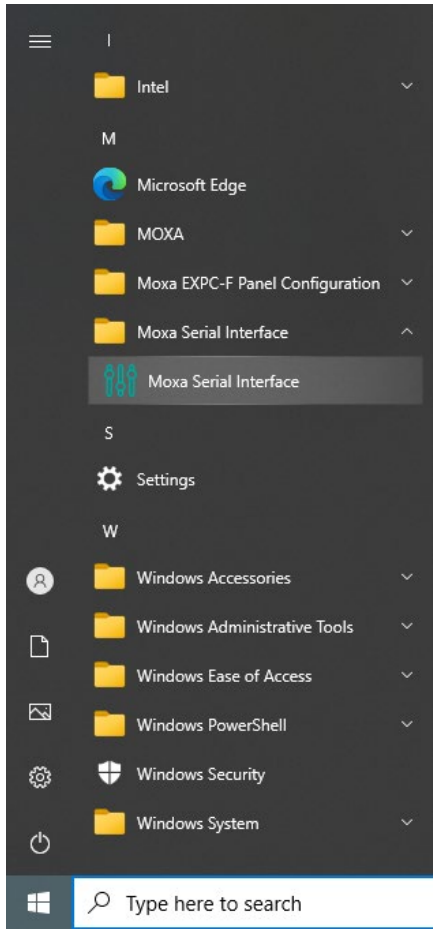 I
Intel
M
Microsoft Edge
MOXA
Moxa EXPC-F Panel Configuration
Moxa Serial Interface
Moxa Serial Interface
S
Settings
W
Windows Accessories
Windows Administrative Tools
Windows Ease of Access
Windows PowerShell
Windows Security
Windows System
Type here to search